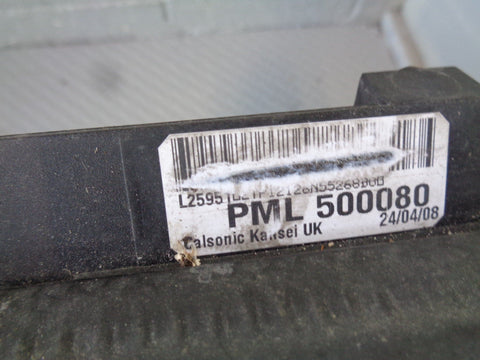 PML 500080
Calsonic Kansei UK 24/04/08